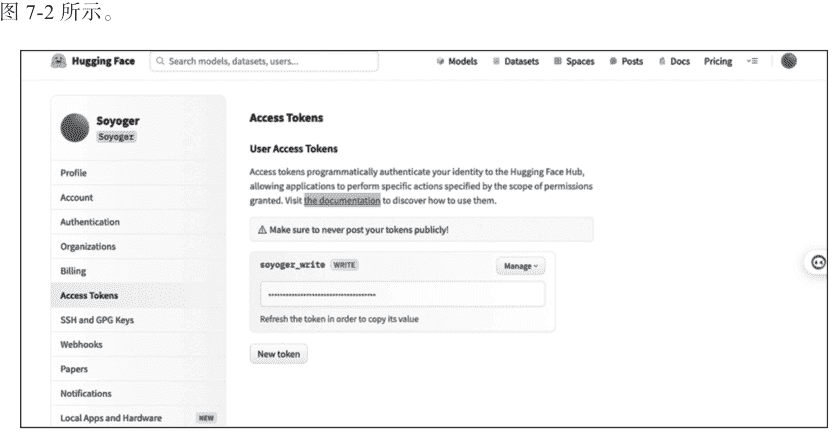 图 7-2 所示。
Hugging Face
Search models, datasets, users...
Models
Datasets
Spaces
Posts
Docs
Pricing
Soyoger
Soyoger
Profile
Account
Authentication
Organizations
Billing
Access Tokens
SSH and GPG Keys
Webhooks
Papers
Notifications
Local Apps and Hardware NEW
Access Tokens
User Access Tokens
Access tokens programmatically authenticate your identity to the Hugging Face Hub,
allowing applications to perform specific actions specified by the scope of permissions
granted. Visit the documentation to discover how to use them.
⚠ Make sure to never post your tokens publicly!
soyoger_write WRITE
Manage
Refresh the token in order to copy its value
New token